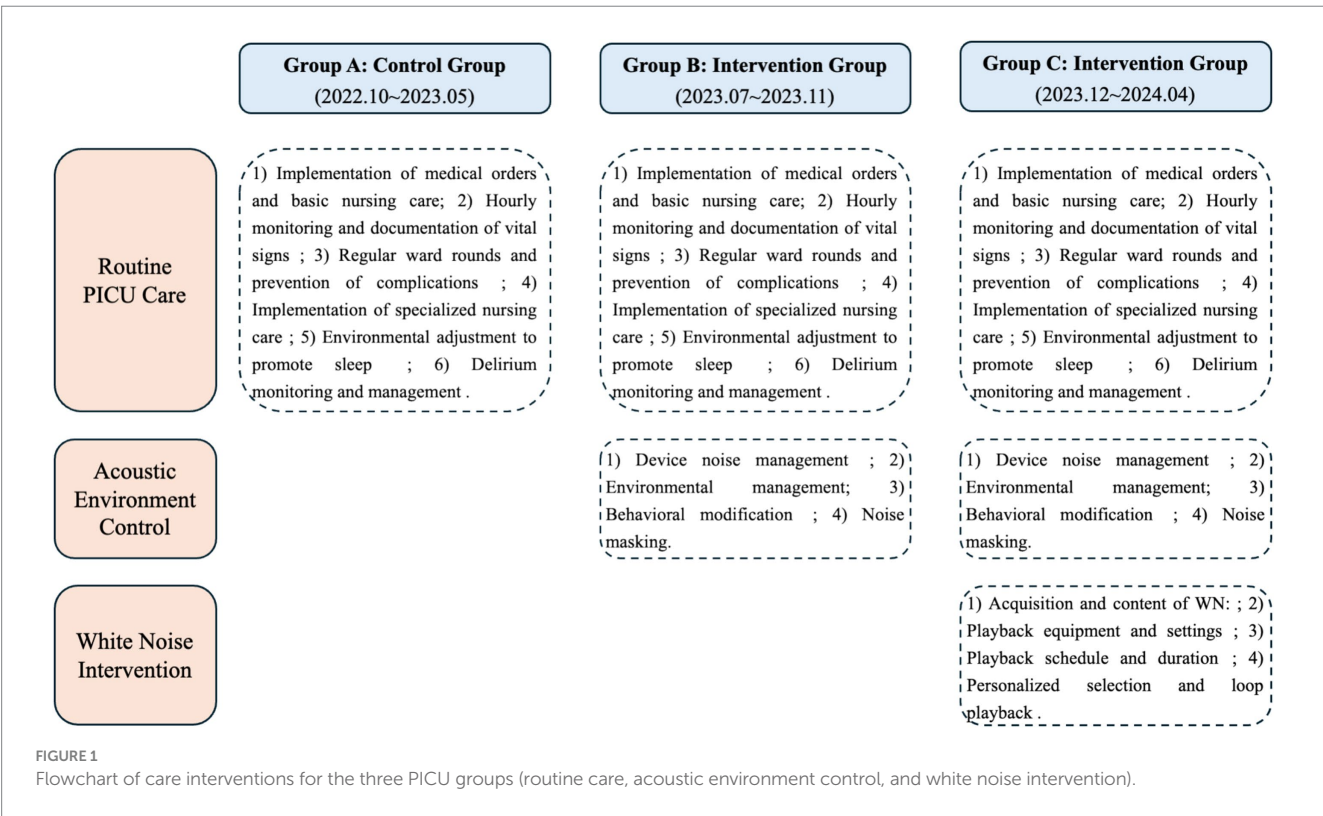 Group A: Control Group
(2022.10~2023.05)
Group B: Intervention Group
(2023.07~2023.11)
Group C: Intervention Group
(2023.12~2024.04)
Routine
PICU Care
1) Implementation of medical orders
and basic nursing care; 2) Hourly
monitoring and documentation of vital
signs ; 3) Regular ward rounds and
prevention of complications ; 4)
Implementation of specialized nursing
care ; 5) Environmental adjustment to
promote sleep ; 6) Delirium
monitoring and management .
1) Implementation of medical orders
and basic nursing care; 2) Hourly
monitoring and documentation of vital
signs ; 3) Regular ward rounds and
prevention of complications ; 4)
Implementation of specialized nursing
care ; 5) Environmental adjustment to
promote sleep ; 6) Delirium
monitoring and management .
1) Implementation of medical orders
and basic nursing care; 2) Hourly
monitoring and documentation of vital
signs ; 3) Regular ward rounds and
prevention of complications ; 4)
Implementation of specialized nursing
care ; 5) Environmental adjustment to
promote sleep ; 6) Delirium
monitoring and management .
Acoustic
Environment
Control
1) Device noise management ; 2)
Environmental management; 3)
Behavioral modification ; 4) Noise
masking.
1) Device noise management ; 2)
Environmental management; 3)
Behavioral modification ; 4) Noise
masking.
White Noise
Intervention
1) Acquisition and content of WN: ; 2)
Playback equipment and settings ; 3)
Playback schedule and duration ; 4)
Personalized selection and loop
playback .
FIGURE 1
Flowchart of care interventions for the three PICU groups (routine care, acoustic environment control, and white noise intervention).